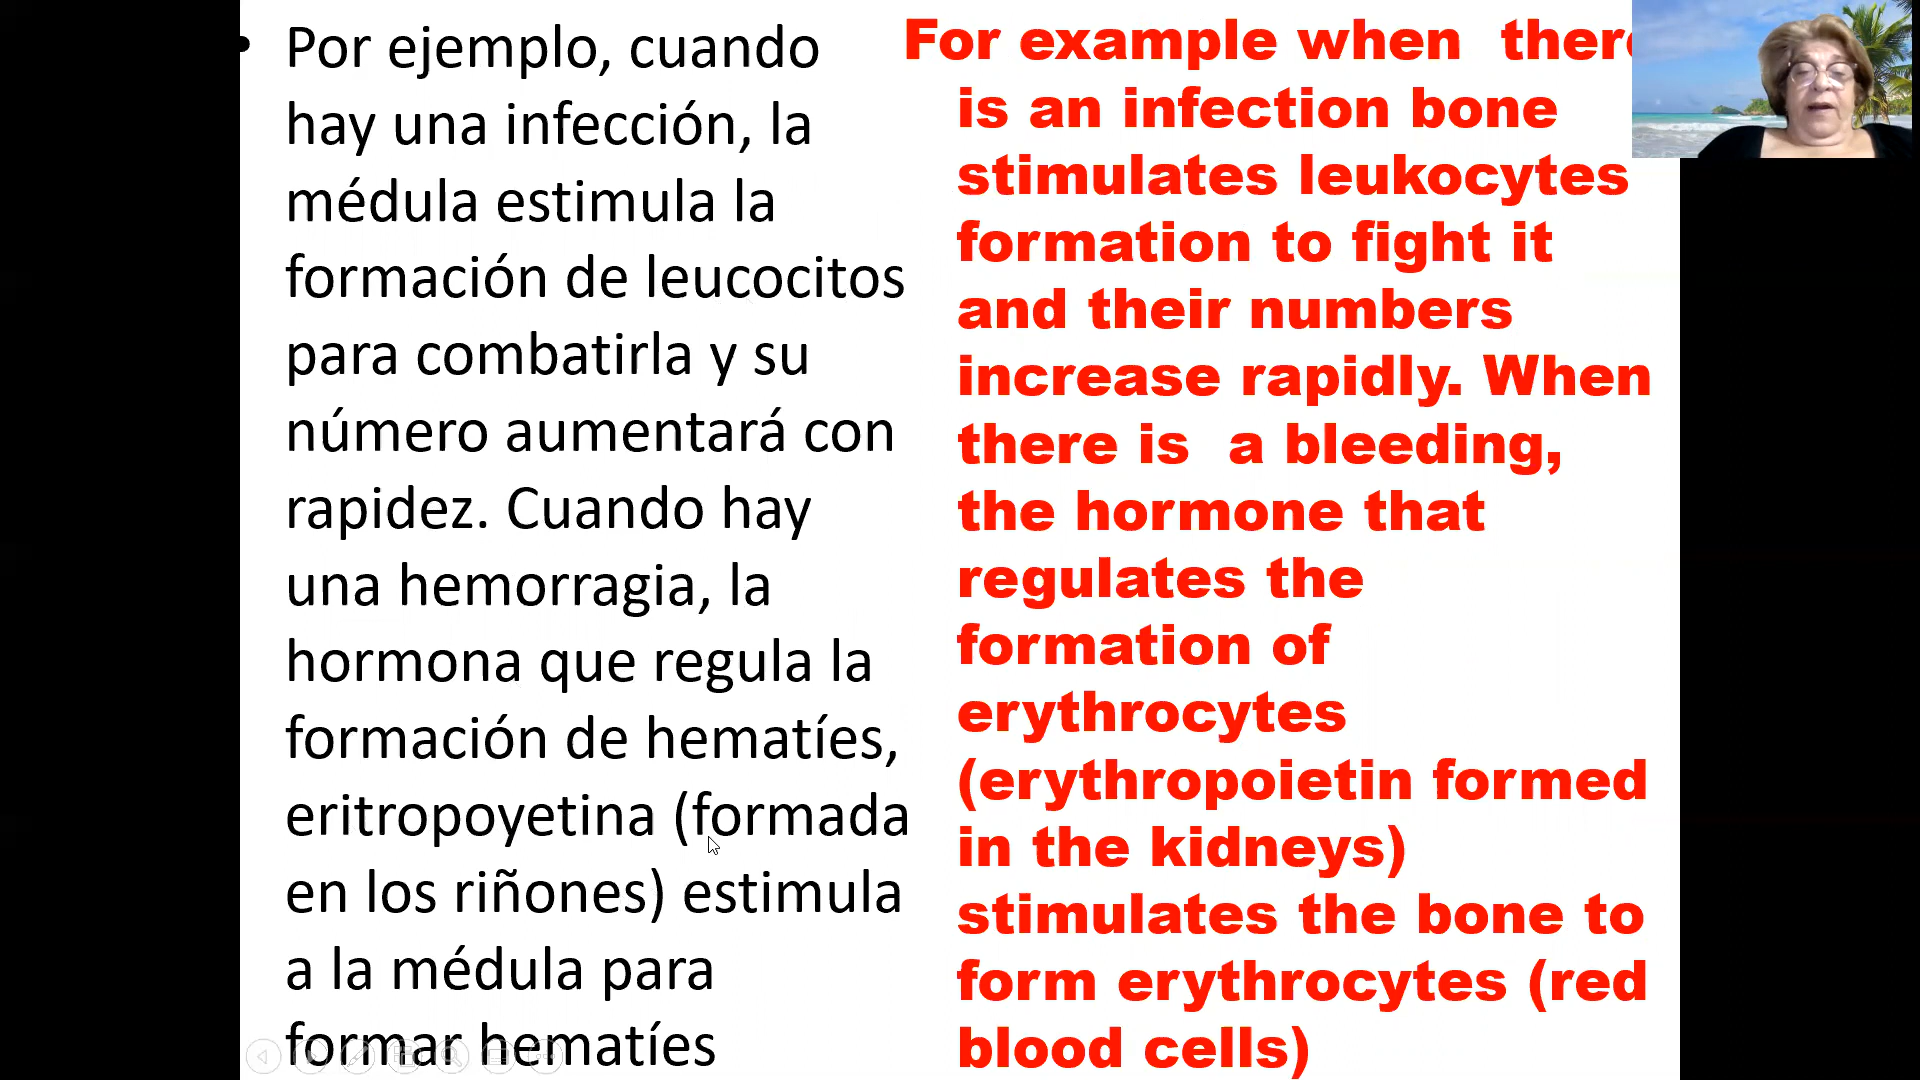 • Por ejemplo, cuando
hay una infección, la
médula estimula la
formación de leucocitos
para combatirla y su
número aumentará con
rapidez. Cuando hay
una hemorragia, la
hormona que regula la
formación de hematíes,
eritropoyetina (formada
en los riñones) estimula
a la médula para
formar hematíes
For example when there
is an infection bone
stimulates leukocytes
formation to fight it
and their numbers
increase rapidly. When
there is a bleeding,
the hormone that
regulates the
formation of
erythrocytes
(erythropoietin formed
in the kidneys)
stimulates the bone to
form erythrocytes (red
blood cells)